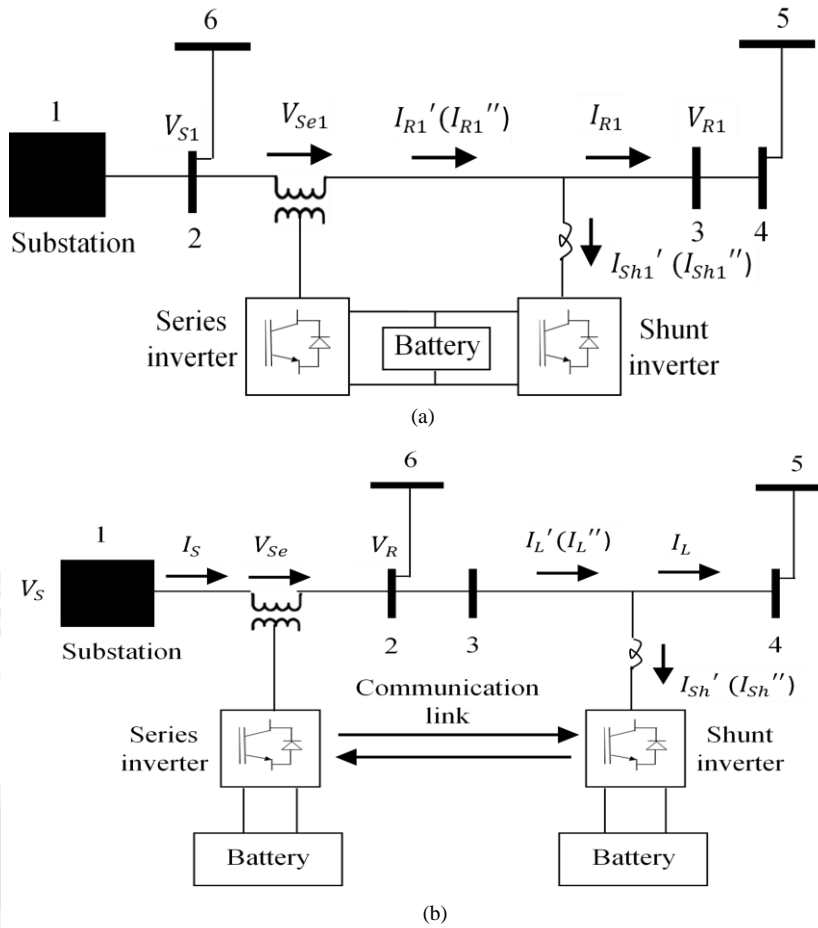 6
5
1
V_{S1}
V_{Se1}
I_{R1}'(I_{R1}'')
I_{R1}
V_{R1}
Substation
2
3
4
I_{Sh1}' (I_{Sh1}'')
Series
inverter
Battery
Shunt
inverter
(a)
6
5
1
I_S
V_{Se}
V_R
I_L'(I_L'')
I_L
V_S
Substation
2
3
4
I_{Sh}' (I_{Sh}'')
Communication
link
Series
inverter
Shunt
inverter
Battery
Battery
(b)